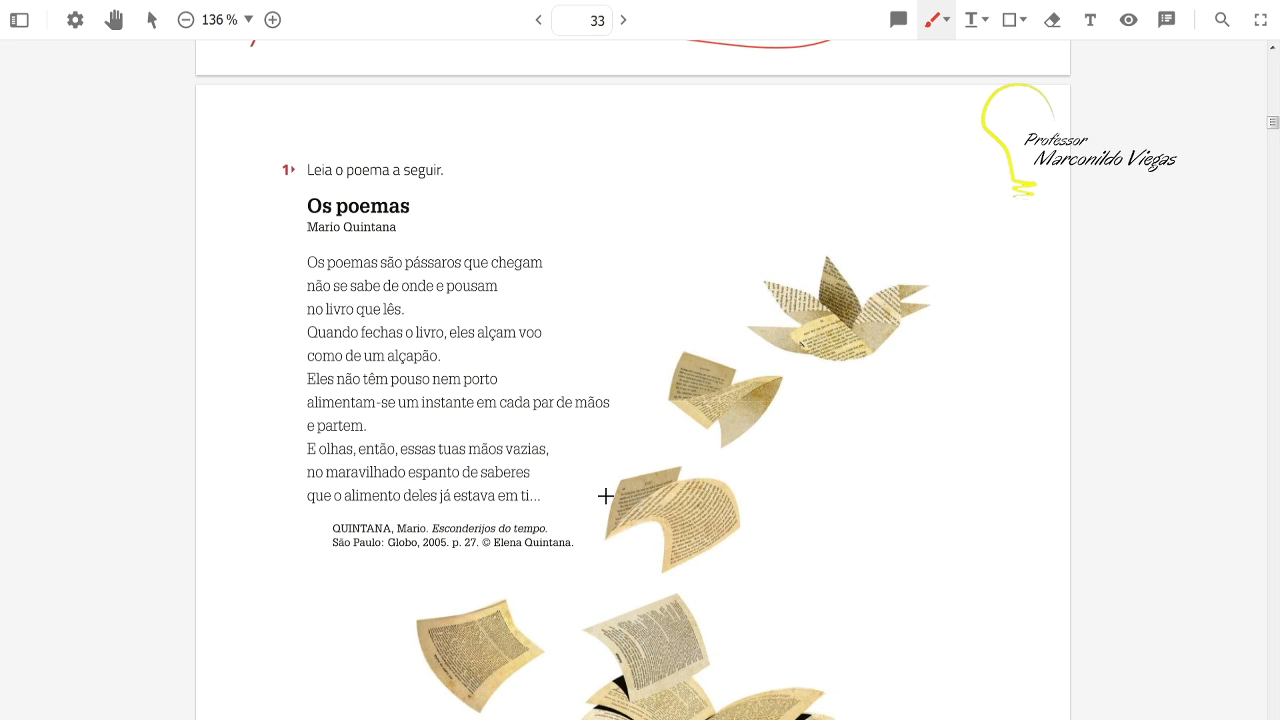 136 %
33
Professor
Marconildo Viegas
1 Leia o poema a seguir.
Os poemas
Mario Quintana
Os poemas são pássaros que chegam
não se sabe de onde e pousam
no livro que lês.
Quando fechas o livro, eles alçam voo
como de um alçapão.
Eles não têm pouso nem porto
alimentam-se um instante em cada par de mãos
e partem.
E olhas, então, essas tuas mãos vazias,
no maravilhado espanto de saberes
que o alimento deles já estava em ti...
QUINTANA, Mario. Esconderijos do tempo.
São Paulo: Globo, 2005. p. 27. © Elena Quintana.